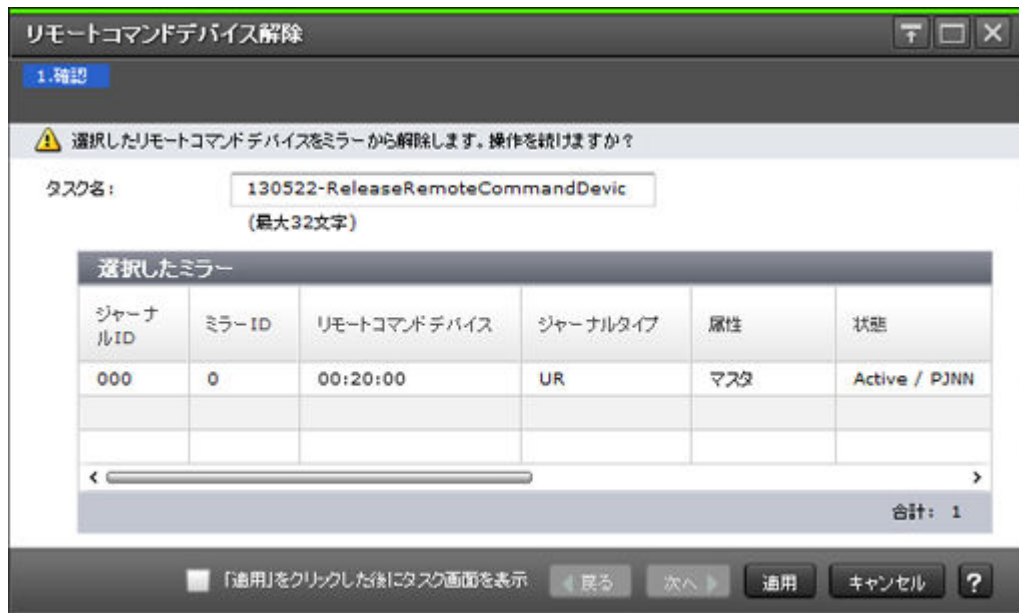 リモートコマンドデバイス解除
1.確認
選択したリモートコマンドデバイスをミラーから解除します。操作を続けますか？
タスク名:
130522-ReleaseRemoteCommandDevic
(最大32文字)
選択したミラー
ジャーナルID ミラーID リモートコマンドデバイス ジャーナルタイプ 属性 状態
000 0 00:20:00 UR マスタ Active / PJNN
合計: 1
「適用」をクリックした後にタスク画面を表示 戻る 次へ 適用 キャンセル ?